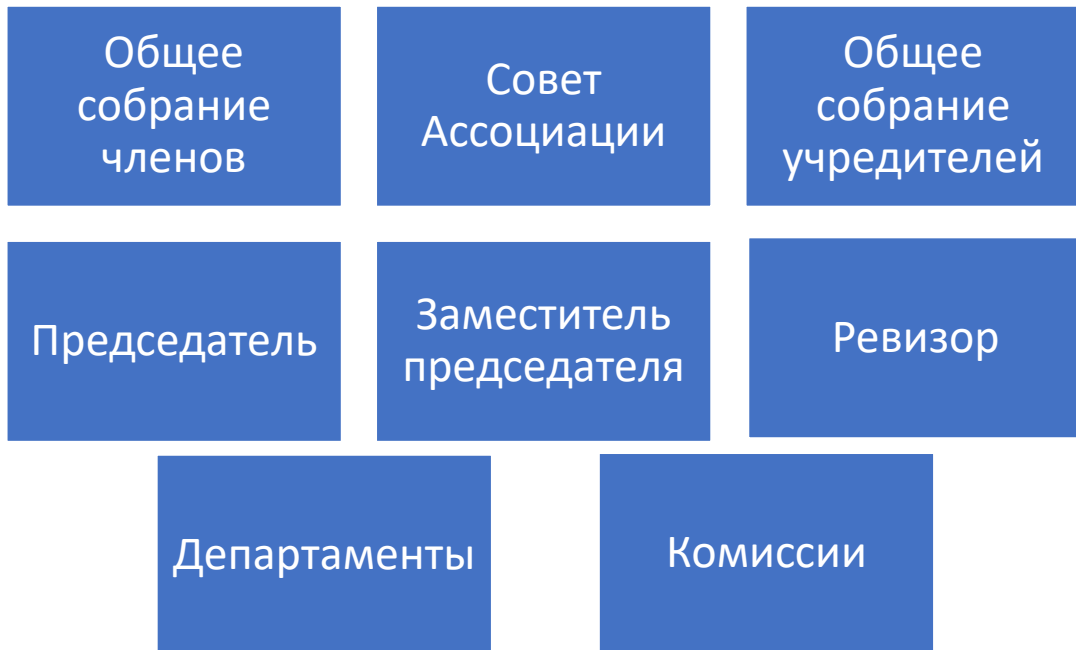 Общее
собрание
членов
Совет
Ассоциации
Общее
собрание
учредителей
Председатель
Заместитель
председателя
Ревизор
Департаменты
Комиссии